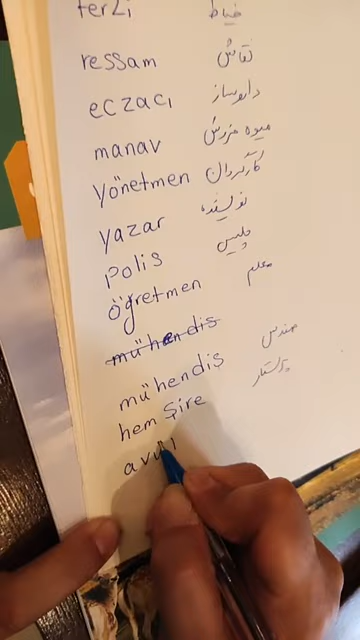 terzi خیاط
ressam نقاش
eczacı داروساز
manav میوه فروش
yönetmen کارگردان
yazar نویسنده
polis پلیس
öğretmen معلم
mühendis
mühendis مهندس
hem şire پرستار